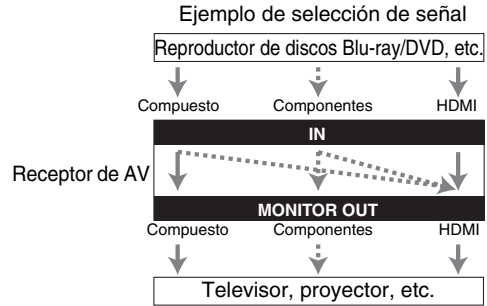 Ejemplo de selección de señal
Reproductor de discos Blu-ray/DVD, etc.
Compuesto Componentes HDMI
IN
Receptor de AV
MONITOR OUT
Compuesto Componentes HDMI
Televisor, proyector, etc.